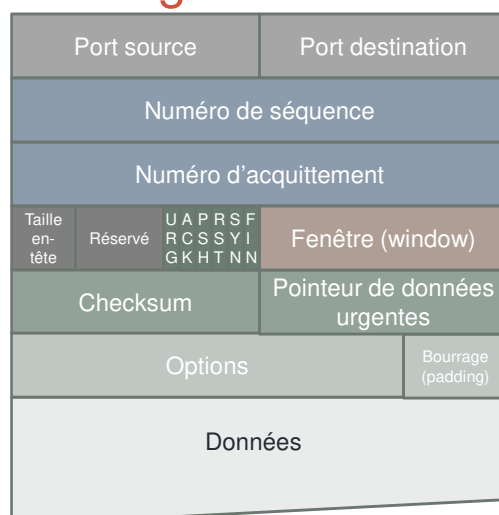 Port source Port destination
Numéro de séquence
Numéro d'acquittement
Taille
en-
tête
Réservé
U A P R S F
R C S S Y I
G K H T N N
Fenêtre (window)
Checksum
Pointeur de données
urgentes
Options
Bourrage
(padding)
Données